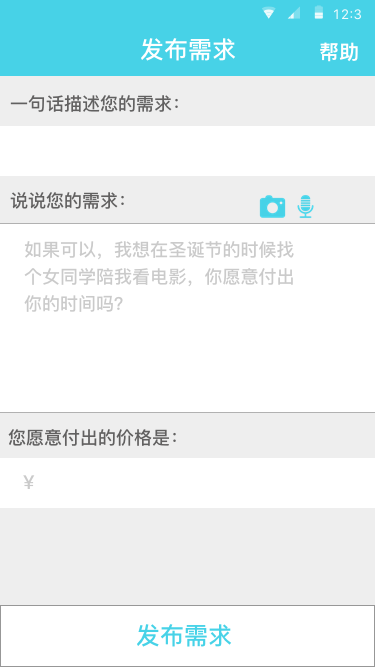 12:3
发布需求
帮助
一句话描述您的需求：
说说您的需求：
如果可以，我想在圣诞节的时候找
个女同学陪我看电影，你愿意付出
你的时间吗？
您愿意付出的价格是：
¥
发布需求